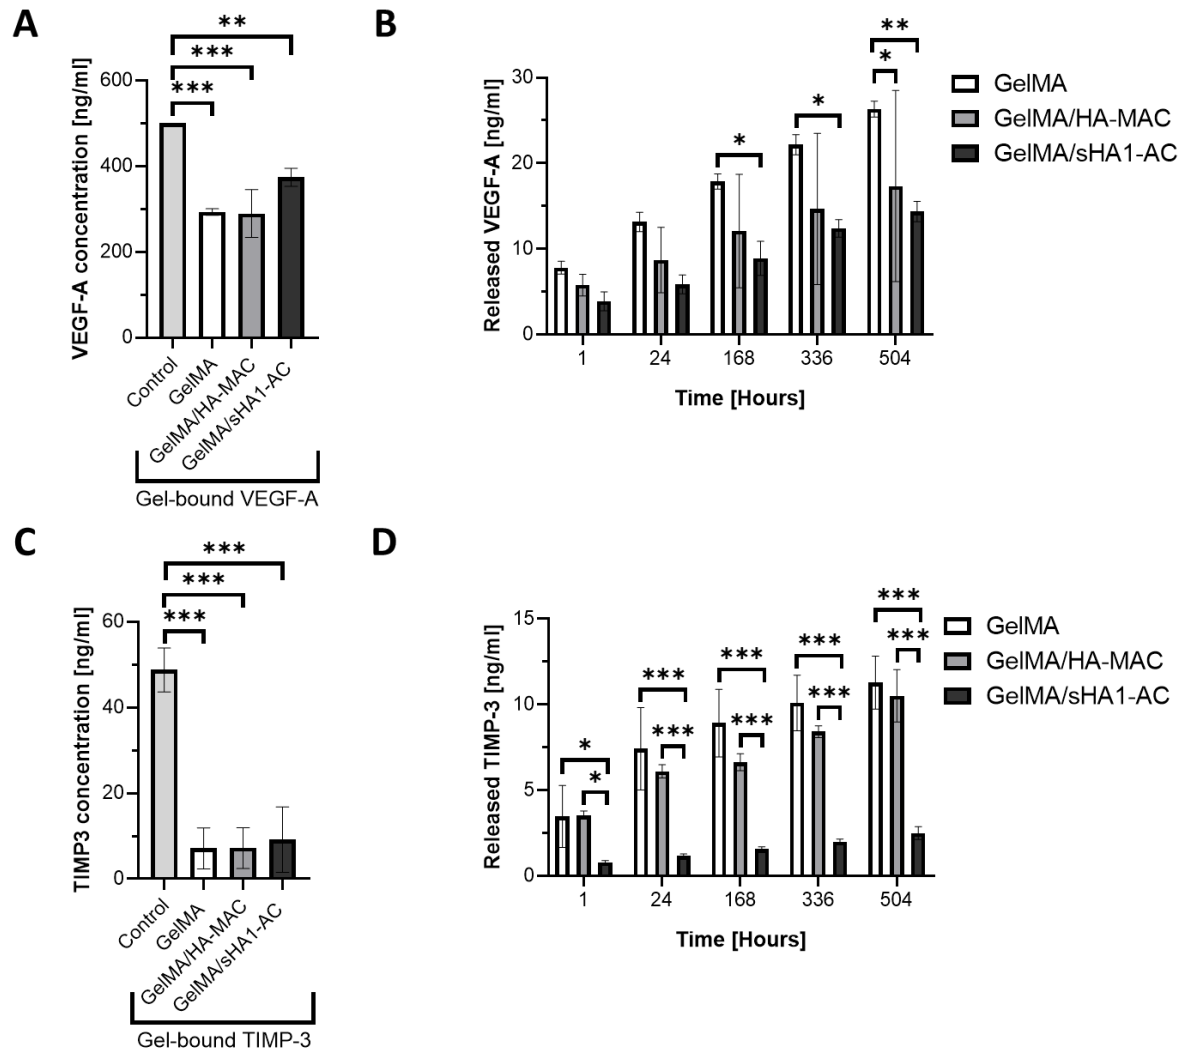 A
VEGF-A concentration [ng/ml]
600
400
200
0
**
***
***
Control
GelMA
GelMA/HA-MAC
GelMA/sHA1-AC
Gel-bound VEGF-A
B
Released VEGF-A [ng/ml]
30
20
10
0
*
*
**
*
1 24 168 336 504
Time [Hours]
GelMA
GelMA/HA-MAC
GelMA/sHA1-AC
C
TIMP3 concentration [ng/ml]
60
40
20
0
***
***
***
Control
GelMA
GelMA/HA-MAC
GelMA/sHA1-AC
Gel-bound TIMP-3
D
Released TIMP-3 [ng/ml]
15
10
5
0
*
*
***
***
***
***
***
***
***
***
1 24 168 336 504
Time [Hours]
GelMA
GelMA/HA-MAC
GelMA/sHA1-AC